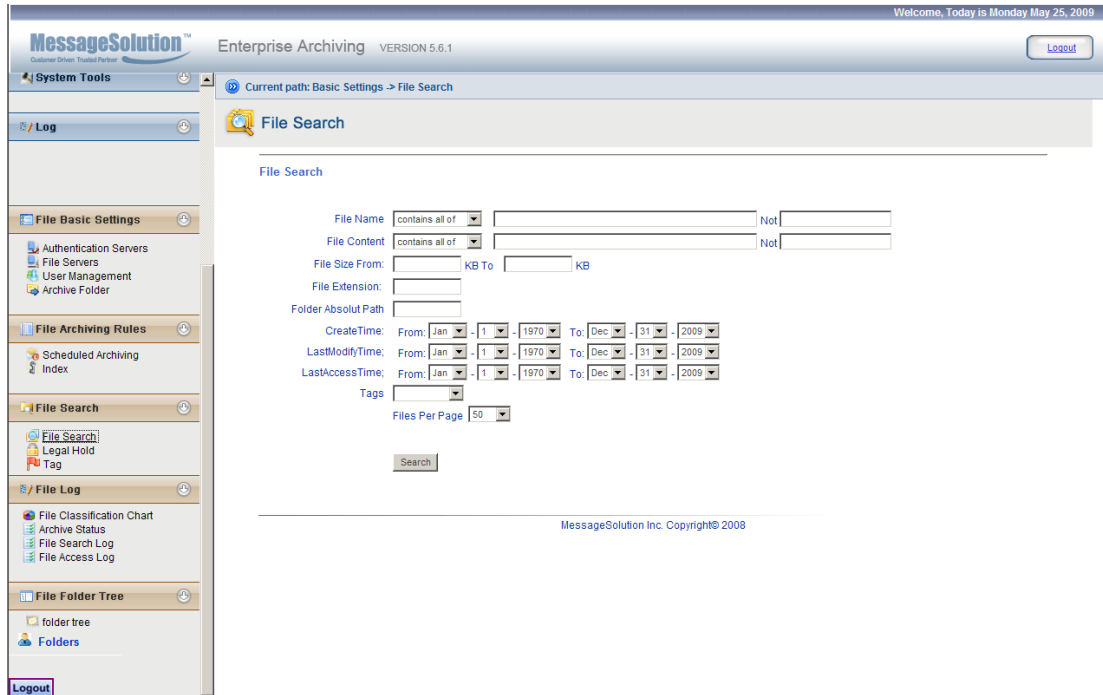 Welcome, Today is Monday May 25, 2009
MessageSolution™
Customer Driven Trusted Partner
Enterprise Archiving VERSION 5.6.1
Logout
System Tools
Log
File Basic Settings
Authentication Servers
File Servers
User Management
Archive Folder
File Archiving Rules
Scheduled Archiving
Index
File Search
File Search
Legal Hold
Tag
File Log
File Classification Chart
Archive Status
File Search Log
File Access Log
File Folder Tree
folder tree
Folders
Logout
Current path: Basic Settings -> File Search
File Search
File Search
File Name contains all of Not
File Content contains all of Not
File Size From: KB To KB
File Extension:
Folder Absolut Path
CreateTime: From: Jan - 1 - 1970 To: Dec - 31 - 2009
LastModifyTime; From: Jan - 1 - 1970 To: Dec - 31 - 2009
LastAccessTime; From: Jan - 1 - 1970 To: Dec - 31 - 2009
Tags
Files Per Page 50
Search
MessageSolution Inc. Copyright© 2008